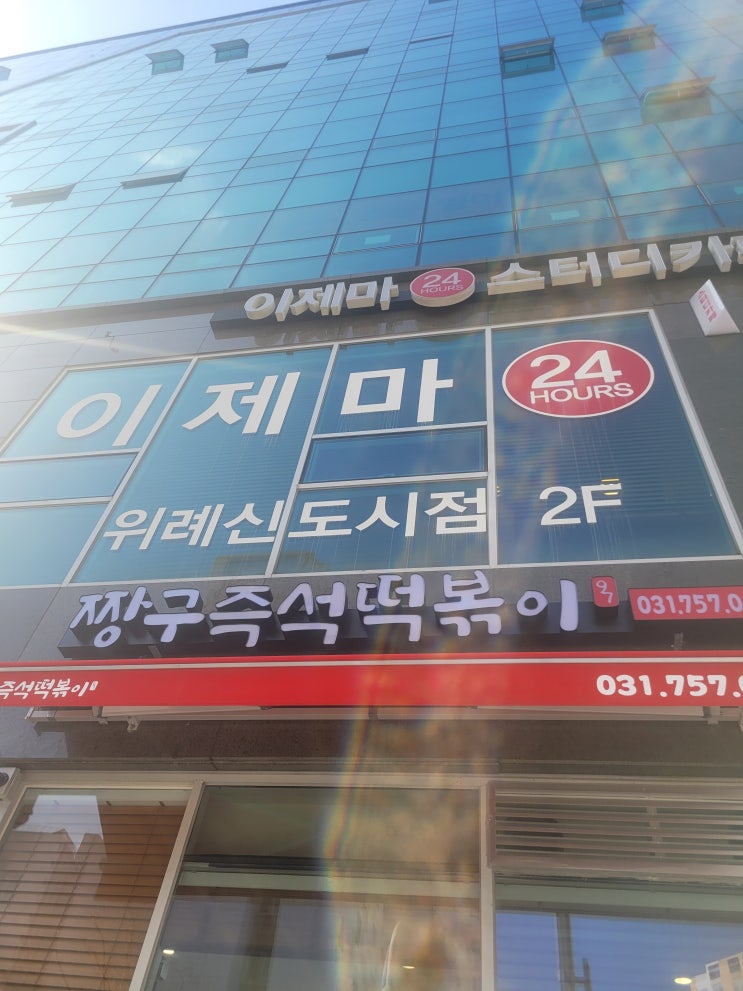 이제마 24 HOURS 스터디카페
이제마 24 HOURS
위례신도시점 2F
짱구즉석떡볶이 031.757.0
즉석떡볶이 031.757.